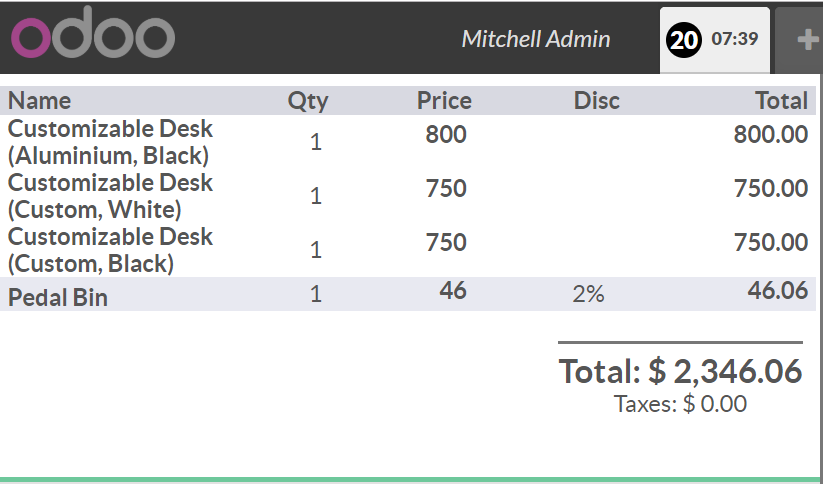 odoo
Mitchell Admin
20 07:39
Name Qty Price Disc Total
Customizable Desk
(Aluminium, Black) 1 800 800.00
Customizable Desk
(Custom, White) 1 750 750.00
Customizable Desk
(Custom, Black) 1 750 750.00
Pedal Bin 1 46 2% 46.06
Total: $ 2,346.06
Taxes: $ 0.00